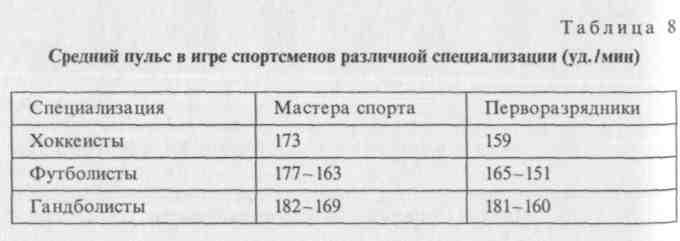 Таблица 8
Средний пульс в игре спортсменов различной специализации (уд./мин)
Специализация Мастера спорта Перворазрядники
Хоккеисты 173 159
Футболисты 177–163 165–151
Гандболисты 182–169 181–160